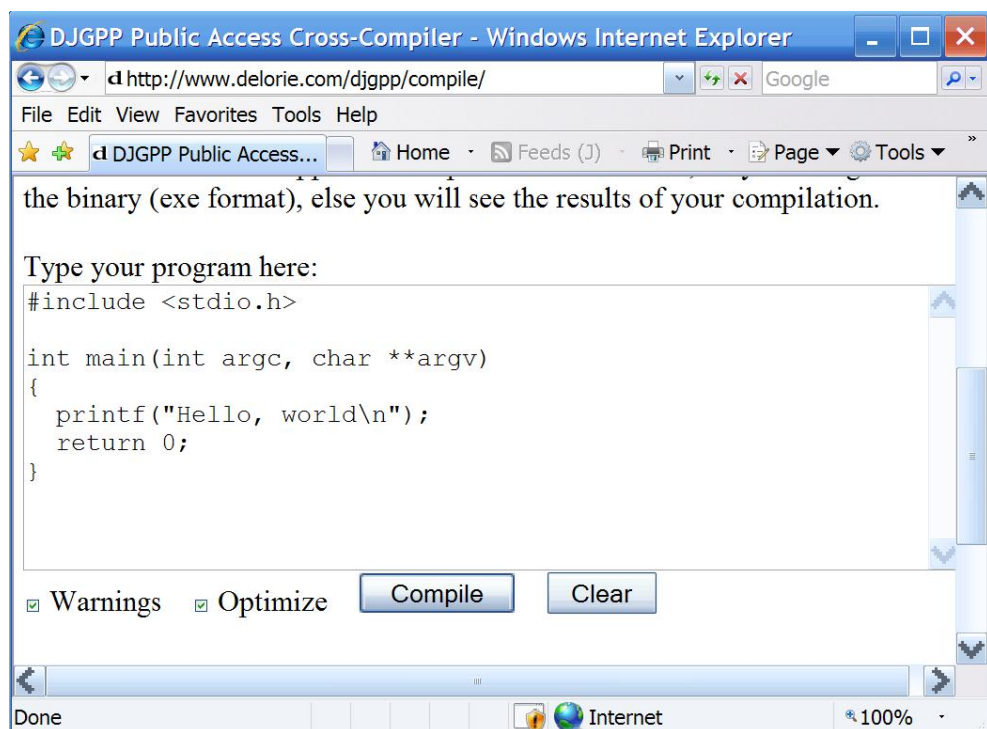 DJGPP Public Access Cross-Compiler - Windows Internet Explorer
http://www.delorie.com/djgpp/compile/ Google
File Edit View Favorites Tools Help
DJGPP Public Access... Home Feeds (J) Print Page Tools »
the binary (exe format), else you will see the results of your compilation.
Type your program here:
#include <stdio.h>
int main(int argc, char **argv)
{
printf("Hello, world\n");
return 0;
}
Warnings Optimize Compile Clear
Done Internet 100%